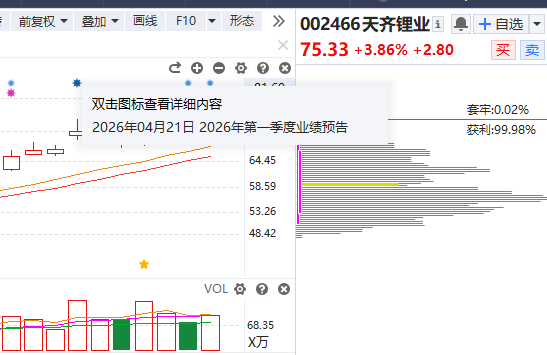 前复权 叠加 画线 F10 形态
002466天齐锂业
自选
75.33 +3.86% +2.80
买 卖
双击图标查看详细内容
2026年04月21日 2026年第一季度业绩预告
套牢:0.02%
获利:99.98%
64.45
58.59
53.26
48.42
VOL
68.35
X万